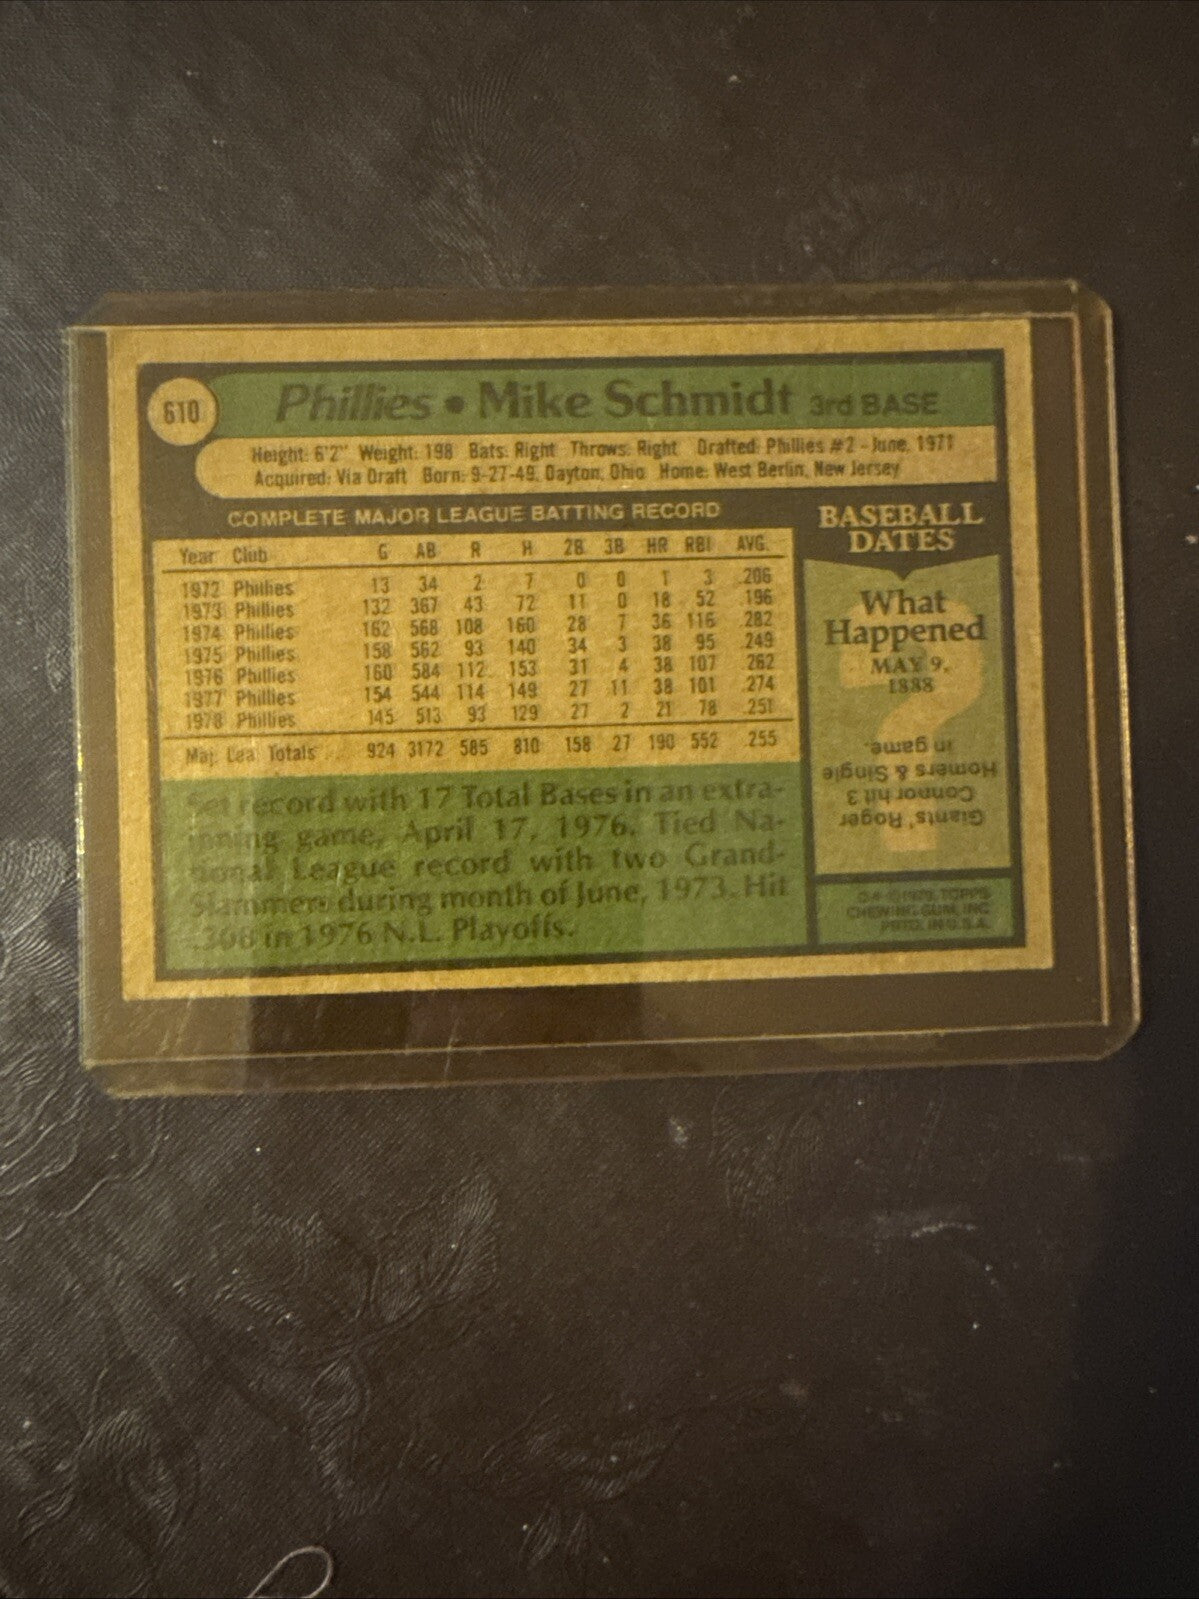 610
Phillies • Mike Schmidt 3rd BASE
Height: 6'2" Weight: 198 Bats: Right Throws: Right Drafted: Phillies #2 - June, 1971
Acquired: Via Draft Born: 9-27-49, Dayton, Ohio Home: West Berlin, New Jersey
COMPLETE MAJOR LEAGUE BATTING RECORD
Year Club G AB R H 2B 3B HR RBI AVG.
1972 Phillies 13 34 2 7 0 0 1 3 .206
1973 Phillies 132 367 43 72 11 0 18 52 .196
1974 Phillies 162 568 108 160 28 7 36 116 .282
1975 Phillies 158 562 93 140 34 3 38 95 .249
1976 Phillies 160 584 112 153 31 4 38 107 .262
1977 Phillies 154 544 114 149 27 11 38 101 .274
1978 Phillies 145 513 93 129 27 2 21 78 .251
Maj. Lea. Totals 924 3172 585 810 158 27 190 552 .255
Set record with 17 Total Bases in an extra-
inning game, April 17, 1976. Tied Na-
tional League record with two Grand-
Slammers during month of June, 1973. Hit
.308 in 1976 N.L. Playoffs.
BASEBALL
DATES
What
Happened
MAY 9,
1888
?
Giants' Roger
Connor hit 3
Homers & Single
in game.
TOPPS
CHEWING GUM, INC.
PRTD. IN U.S.A.